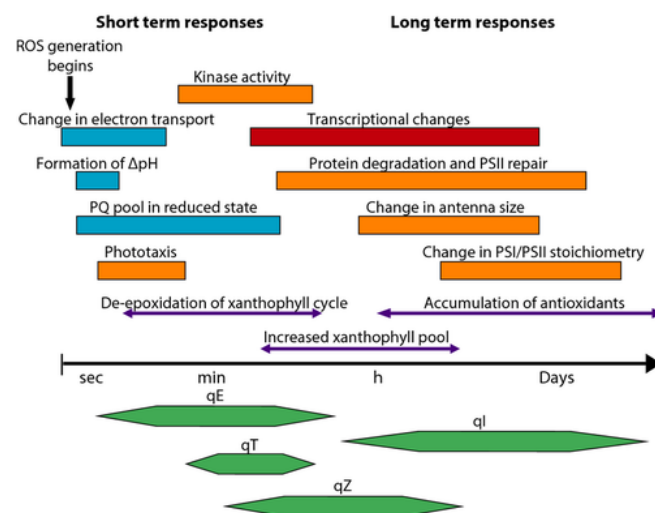 Short term responses
Long term responses
ROS generation
begins
Kinase activity
Change in electron transport
Transcriptional changes
Formation of ΔpH
Protein degradation and PSII repair
PQ pool in reduced state
Change in antenna size
Phototaxis
Change in PSI/PSII stoichiometry
De-epoxidation of xanthophyll cycle
Accumulation of antioxidants
Increased xanthophyll pool
sec
min
h
Days
qE
qI
qT
qZ